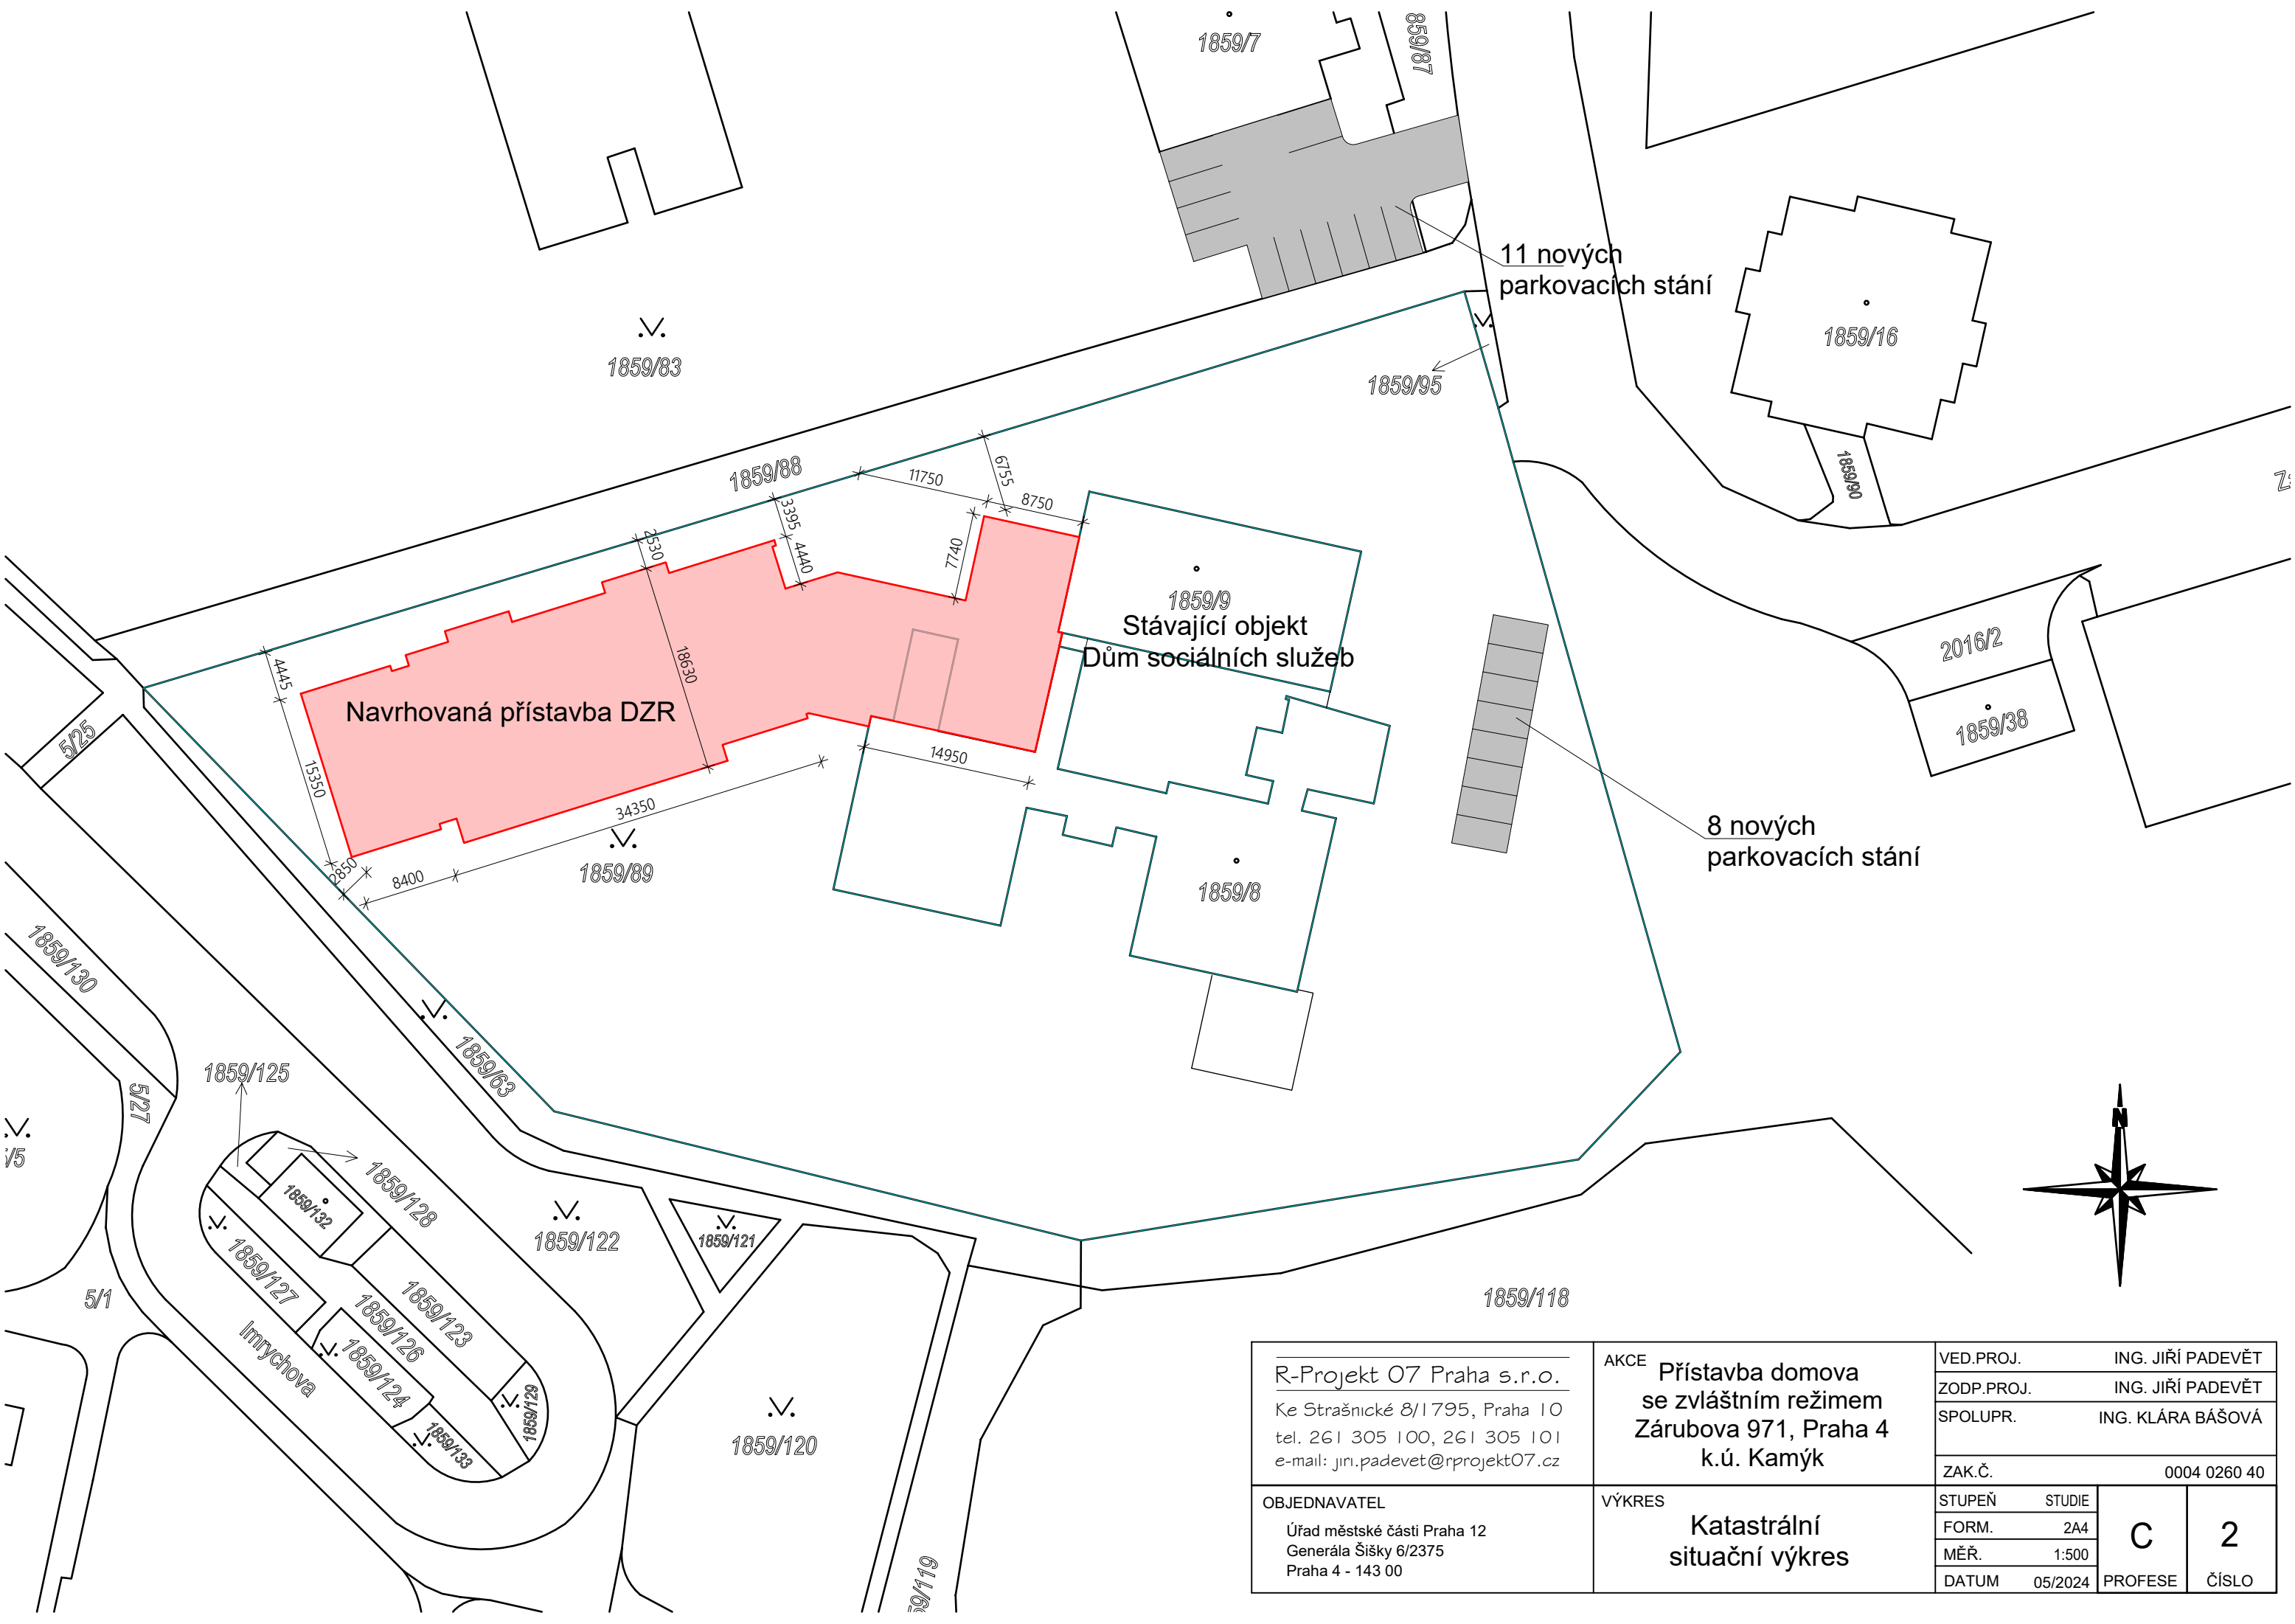 1859/7
859/87
11 nových
parkovacích stání
1859/16
1859/83
1859/95
1859/88
1859/90
11750
6755
8750
3395
4440
2530
7740
1859/9
Stávající objekt
Dům sociálních služeb
2016/2
1859/38
4445
18630
Navrhovaná přístavba DZR
5/25
15350
14950
34350
2850
8400
1859/89
1859/8
8 nových
parkovacích stání
1859/130
1859/63
1859/125
5/27
1859/128
1859/132
1859/122
1859/121
1859/127
1859/123
1859/126
1859/124
5/1
Imrychova
1859/129
1859/133
1859/120
1859/118
59/119
N
R-Projekt 07 Praha s.r.o.
Ke Strašnické 8/1795, Praha 10
tel. 261 305 100, 261 305 101
e-mail: jiri.padevet@rprojekt07.cz
AKCE
Přístavba domova
se zvláštním režimem
Zárubova 971, Praha 4
k.ú. Kamýk
VED.PROJ. ING. JIŘÍ PADEVĚT
ZODP.PROJ. ING. JIŘÍ PADEVĚT
SPOLUPR. ING. KLÁRA BÁŠOVÁ
ZAK.Č. 0004 0260 40
OBJEDNAVATEL
Úřad městské části Praha 12
Generála Šišky 6/2375
Praha 4 - 143 00
VÝKRES
Katastrální
situační výkres
STUPEŇ STUDIE
FORM. 2A4
MĚŘ. 1:500
DATUM 05/2024
C
PROFESE
2
ČÍSLO